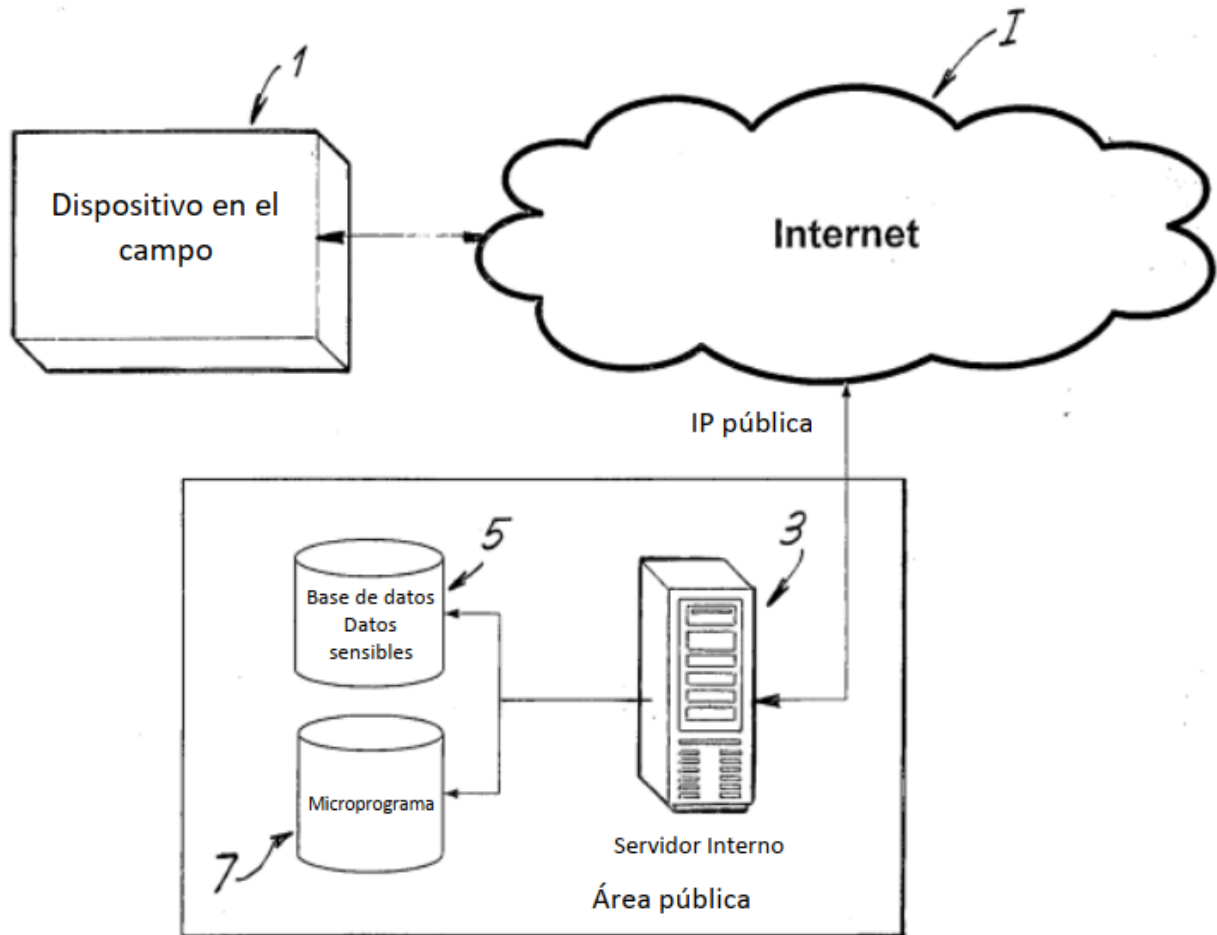 1
I
Dispositivo en el
campo
Internet
IP pública
5
3
Base de datos
Datos
sensibles
Microprograma
7
Servidor Interno
Área pública